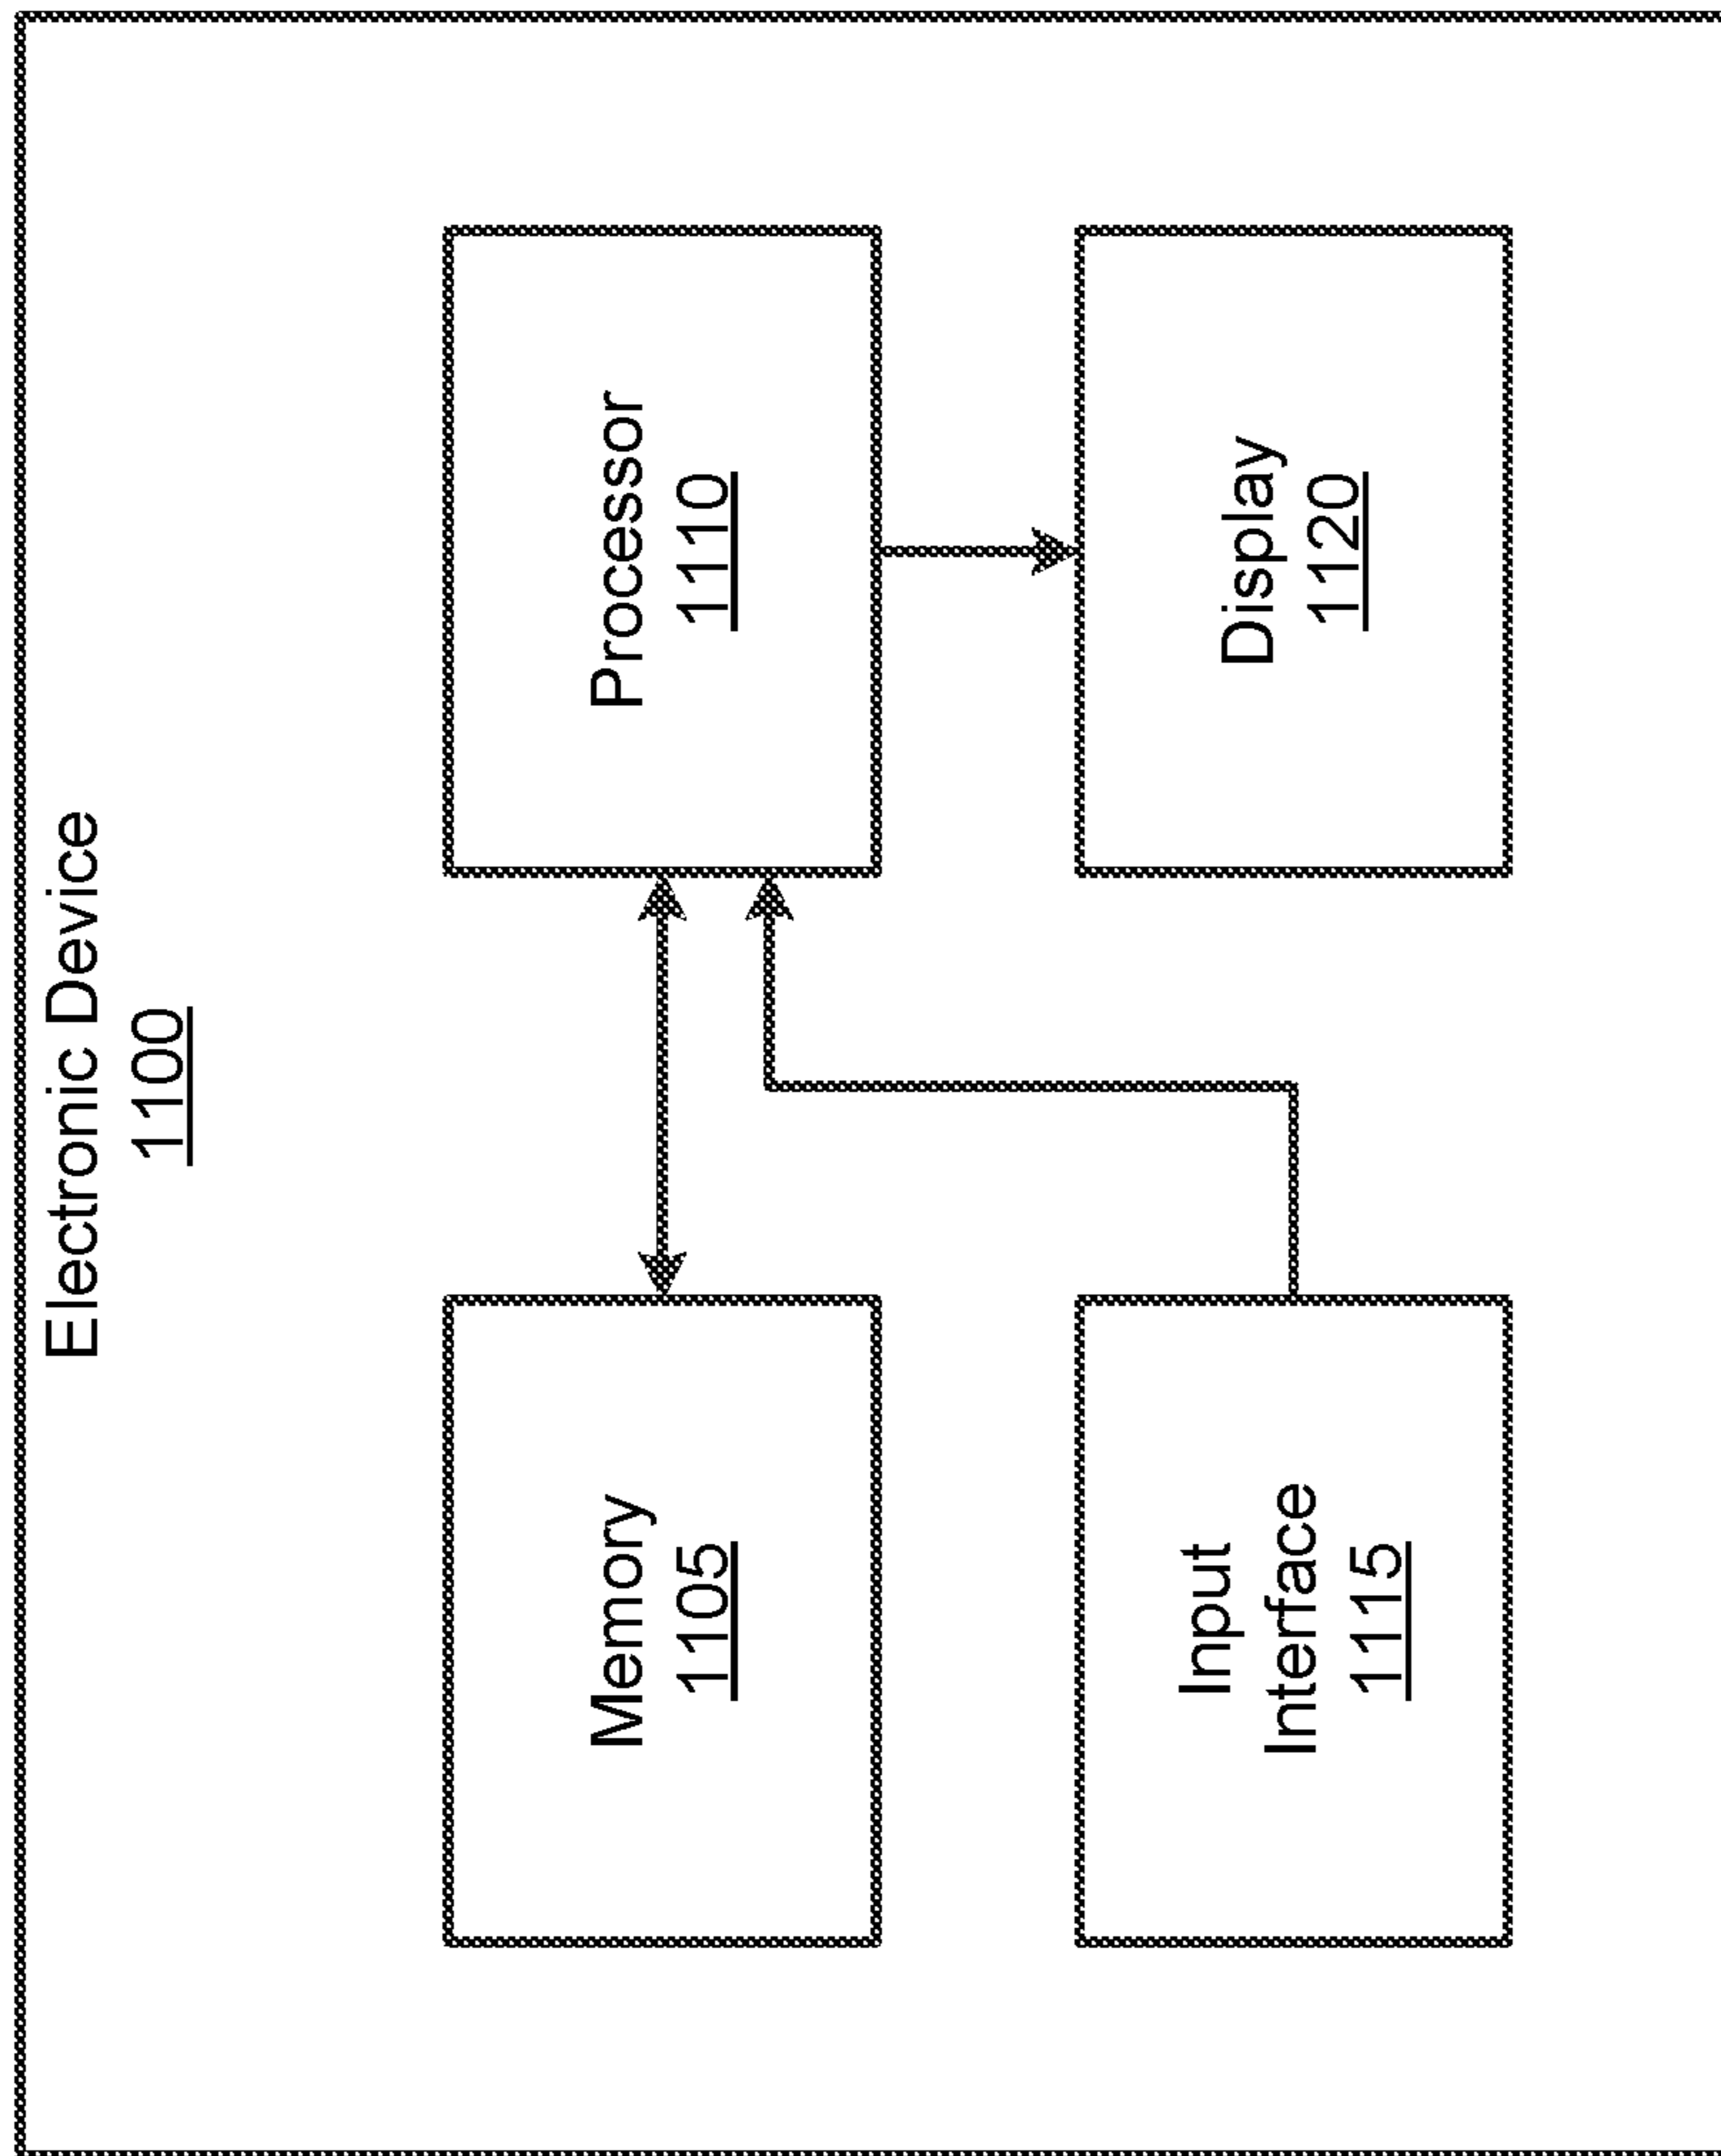 Electronic Device
1100
Memory
1105
Processor
1110
Input
Interface
1115
Display
1120